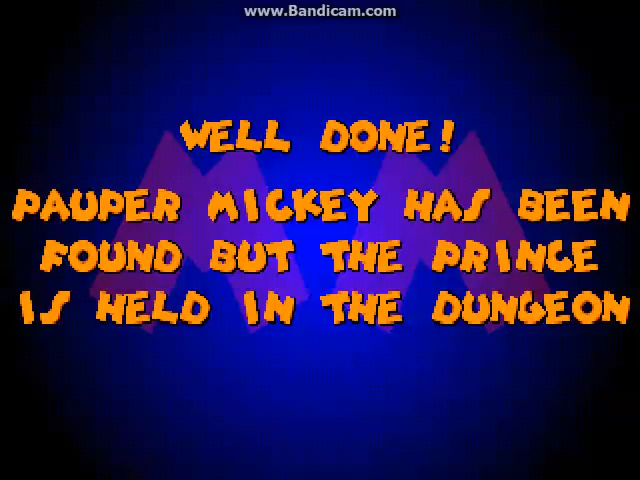 www.Bandicam.com
WELL DONE!
PAUPER MICKEY HAS BEEN
FOUND BUT THE PRINCE
IS HELD IN THE DUNGEON